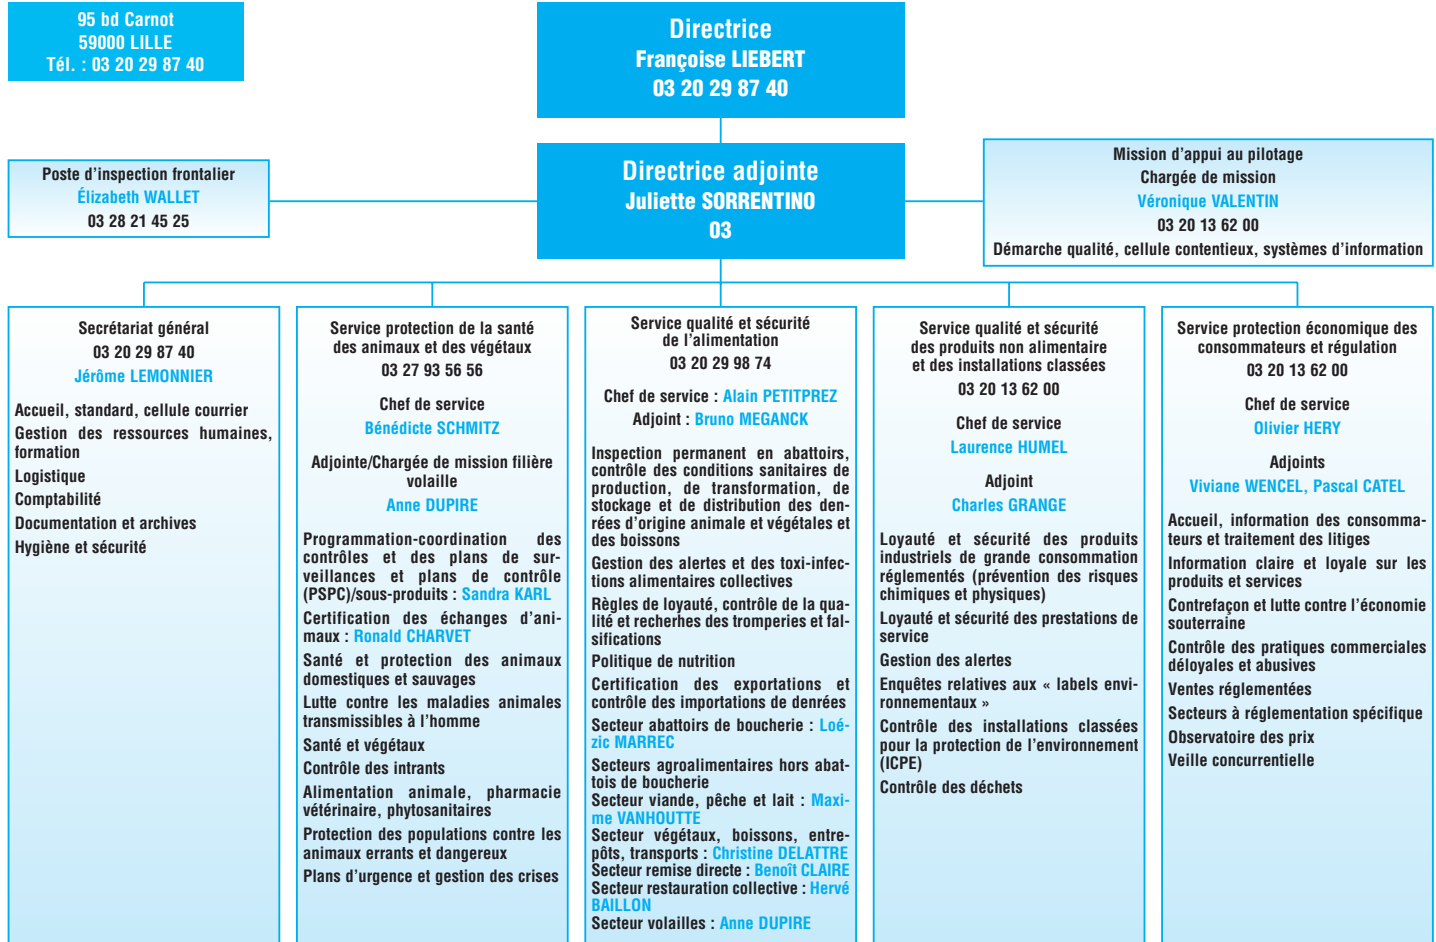 95 bd Carnot
59000 LILLE
Tél. : 03 20 29 87 40
Directrice
Françoise LIEBERT
03 20 29 87 40
Poste d’inspection frontalier
Élizabeth WALLET
03 28 21 45 25
Directrice adjointe
Juliette SORRENTINO
03
Mission d’appui au pilotage
Chargée de mission
Véronique VALENTIN
03 20 13 62 00
Démarche qualité, cellule contentieux, systèmes d’information
Secrétariat général
03 20 29 87 40
Jérôme LEMONNIER
Accueil, standard, cellule courrier
Gestion des ressources humaines,
formation
Logistique
Comptabilité
Documentation et archives
Hygiène et sécurité
Service protection de la santé
des animaux et des végétaux
03 27 93 56 56
Chef de service
Bénédicte SCHMITZ
Adjointe/Chargée de mission filière
volaille
Anne DUPIRE
Programmation-coordination des
contrôles et des plans de sur-
veillances et plans de contrôle
(PSPC)/sous-produits : Sandra KARL
Certification des échanges d’ani-
maux : Ronald CHARVET
Santé et protection des animaux
domestiques et sauvages
Lutte contre les maladies animales
transmissibles à l’homme
Santé et végétaux
Contrôle des intrants
Alimentation animale, pharmacie
vétérinaire, phytosanitaires
Protection des populations contre les
animaux errants et dangereux
Plans d’urgence et gestion des crises
Service qualité et sécurité
de l’alimentation
03 20 29 98 74
Chef de service : Alain PETITPREZ
Adjoint : Bruno MEGANCK
Inspection permanent en abattoirs,
contrôle des conditions sanitaires de
production, de transformation, de
stockage et de distribution des den-
rées d’origine animale et végétales et
des boissons
Gestion des alertes et des toxi-infec-
tions alimentaires collectives
Règles de loyauté, contrôle de la qua-
lité et recherhes des tromperies et fal-
sifications
Politique de nutrition
Certification des exportations et
contrôle des importations de denrées
Secteur abattoirs de boucherie : Loé-
zic MARREC
Secteurs agroalimentaires hors abat-
tois de boucherie
Secteur viande, pêche et lait : Maxi-
me VANHOUTTE
Secteur végétaux, boissons, entre-
pôts, transports : Christine DELATTRE
Secteur remise directe : Benoît CLAIRE
Secteur restauration collective : Hervé
BAILLON
Secteur volailles : Anne DUPIRE
Service qualité et sécurité
des produits non alimentaire
et des installations classées
03 20 13 62 00
Chef de service
Laurence HUMEL
Adjoint
Charles GRANGE
Loyauté et sécurité des produits
industriels de grande consommation
réglementés (prévention des risques
chimiques et physiques)
Loyauté et sécurité des prestations de
service
Gestion des alertes
Enquêtes relatives aux « labels envi-
ronnementaux »
Contrôle des installations classées
pour la protection de l’environnement
(ICPE)
Contrôle des déchets
Service protection économique des
consommateurs et régulation
03 20 13 62 00
Chef de service
Olivier HERY
Adjoints
Viviane WENCEL, Pascal CATEL
Accueil, information des consomma-
teurs et traitement des litiges
Information claire et loyale sur les
produits et services
Contrefaçon et lutte contre l’économie
souterraine
Contrôle des pratiques commerciales
déloyales et abusives
Ventes réglementées
Secteurs à réglementation spécifique
Observatoire des prix
Veille concurrentielle